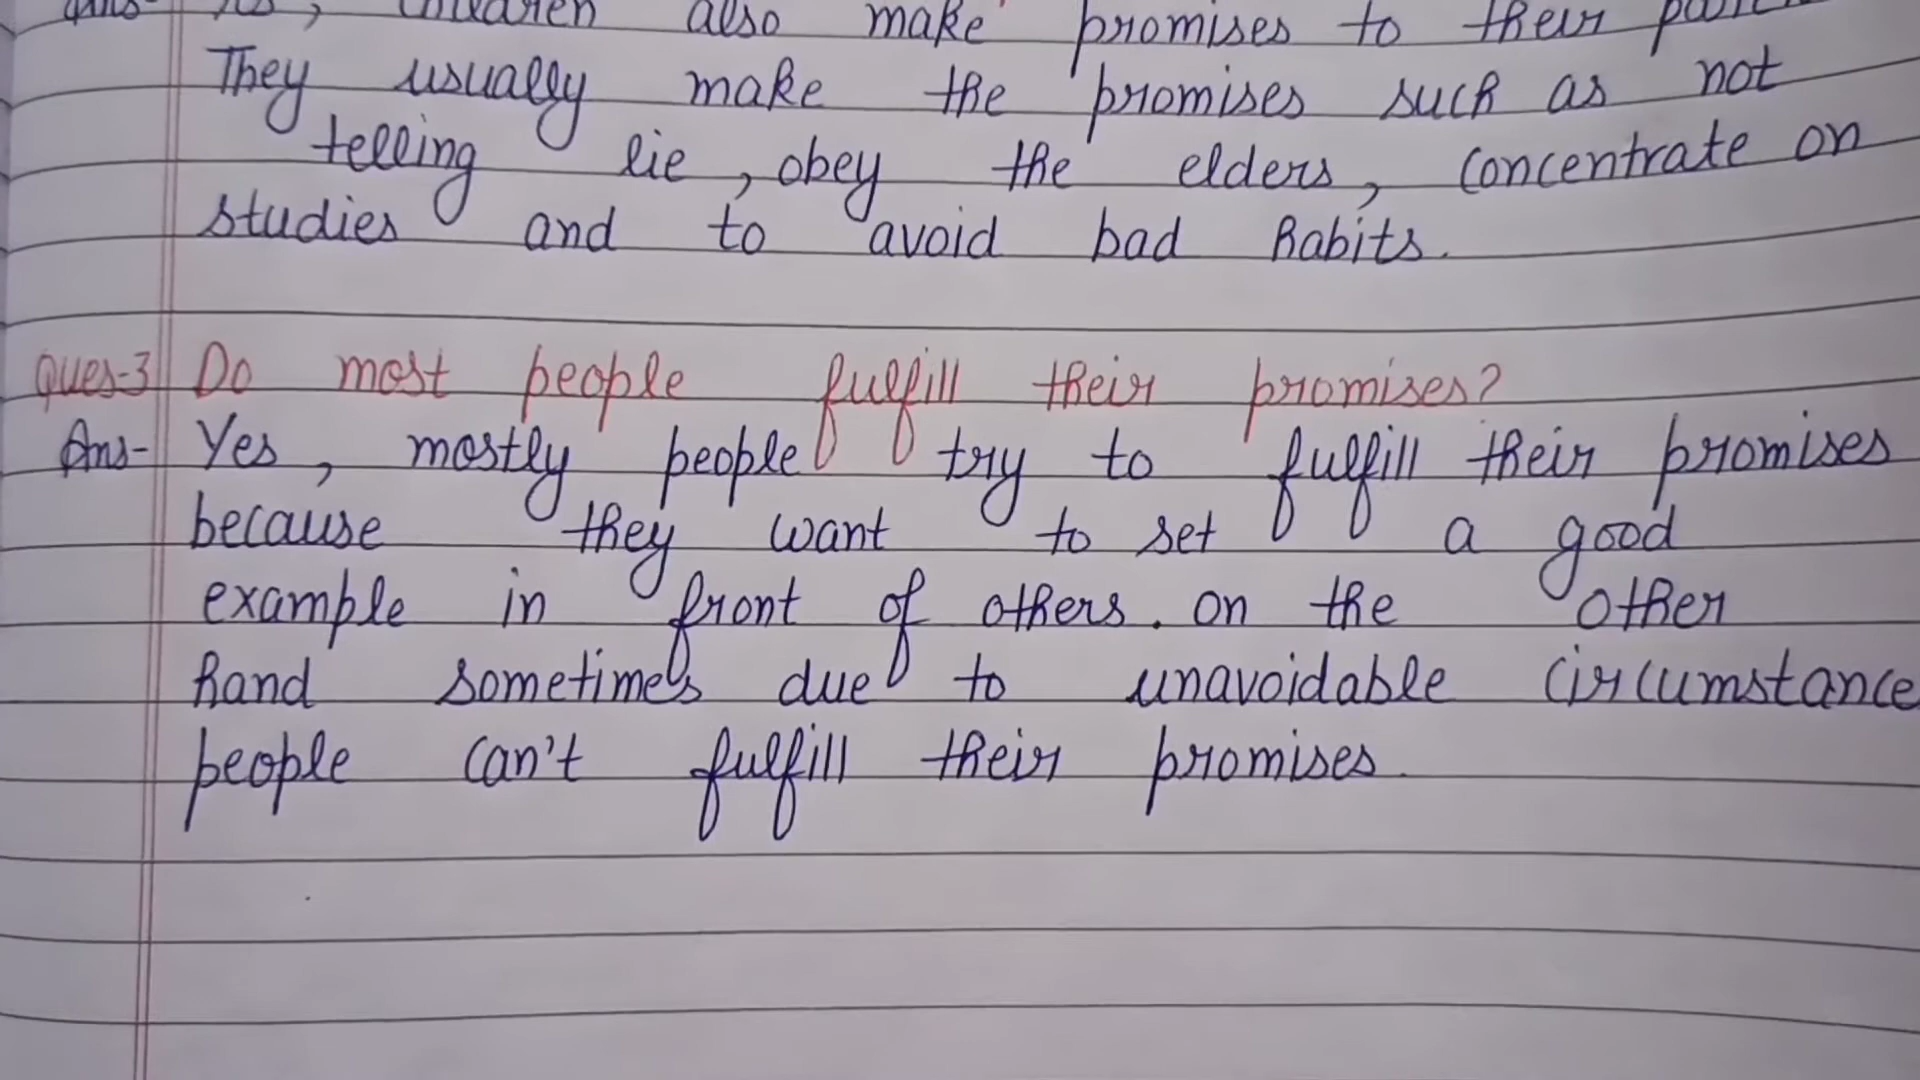 Ans- Yes, children also make promises to their
They usually make the promises such as not
telling lie, obey the elders, concentrate on
studies and to avoid bad habits.
Ques-3 Do most people fulfill their promises?
Ans- Yes, mostly people try to fulfill their promises
because they want to set a good
example in front of others. on the other
hand sometimes due to unavoidable circumstance
people can't fulfill their promises.